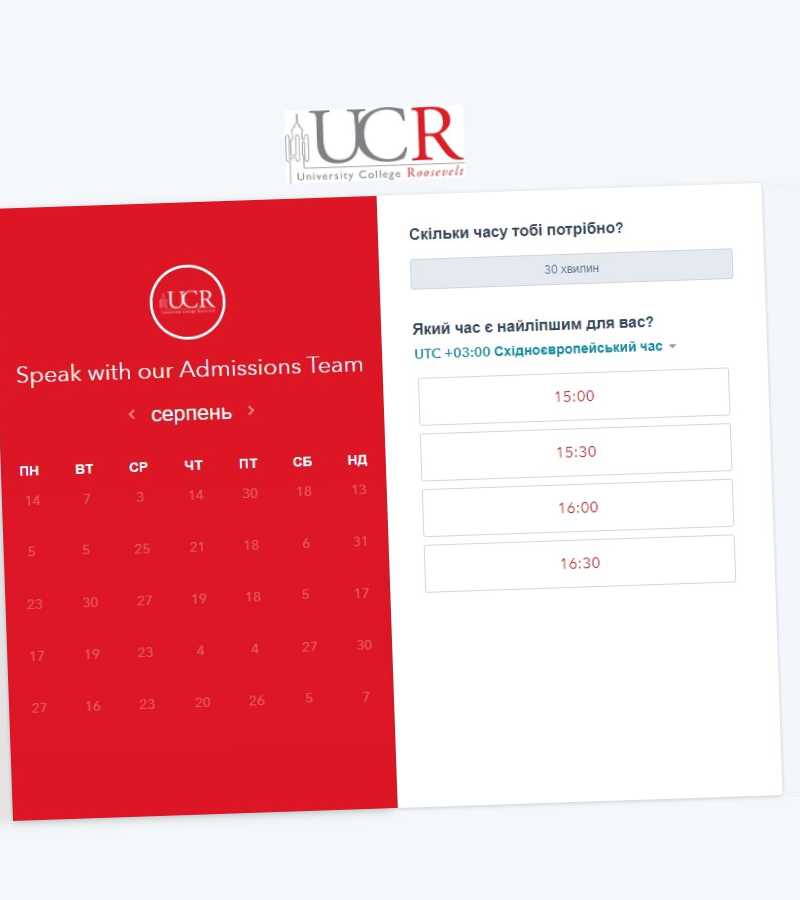 UCR
University College Roosevelt
UCR
Speak with our Admissions Team
серпень
ПН ВТ СР ЧТ ПТ СБ НД
14 7 3 14 30 18 13
5 5 25 21 18 6 31
23 30 27 19 18 5 17
17 19 23 4 4 27 30
27 16 23 20 26 5 7
Скільки часу тобі потрібно?
30 хвилин
Який час є найліпшим для вас?
UTC +03:00 Східноєвропейський час
15:00
15:30
16:00
16:30